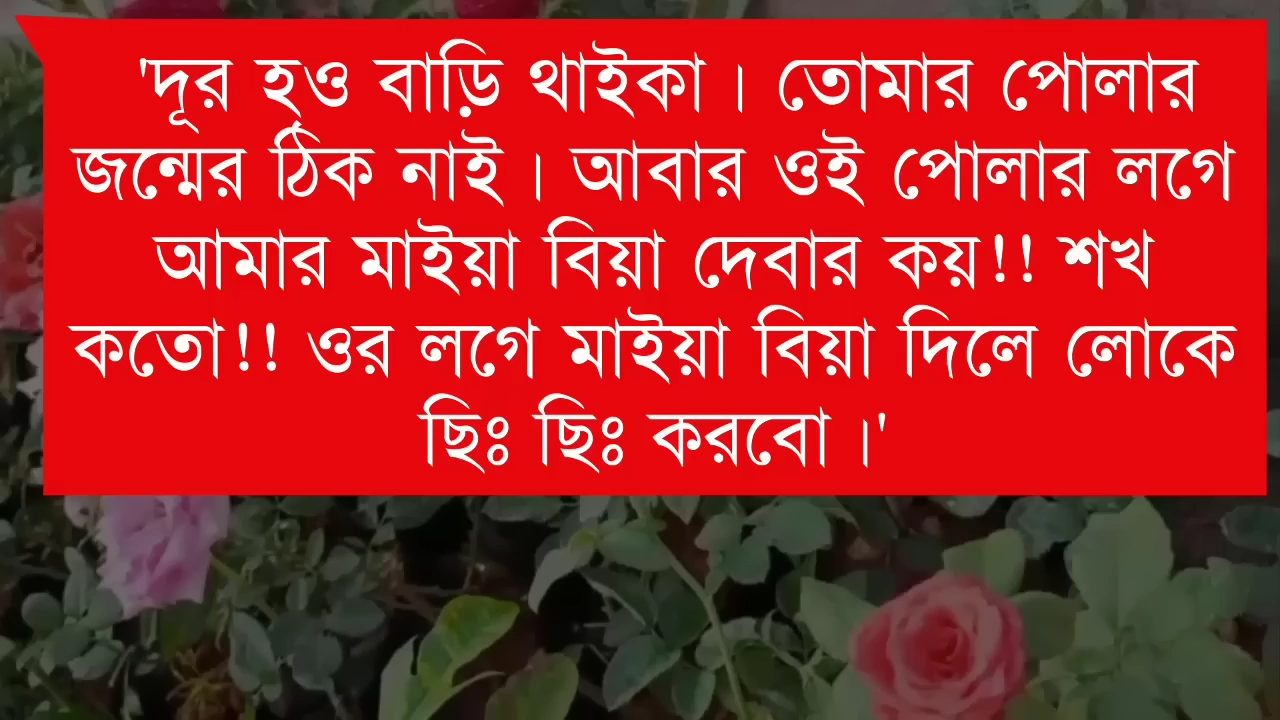 'দূর হও বাড়ি থাইকা। তোমার পোলার
জন্মের ঠিক নাই। আবার ওই পোলার লগে
আমার মাইয়া বিয়া দেবার কয়!! শখ
কতো!! ওর লগে মাইয়া বিয়া দিলে লোকে
ছিঃ ছিঃ করবো।'